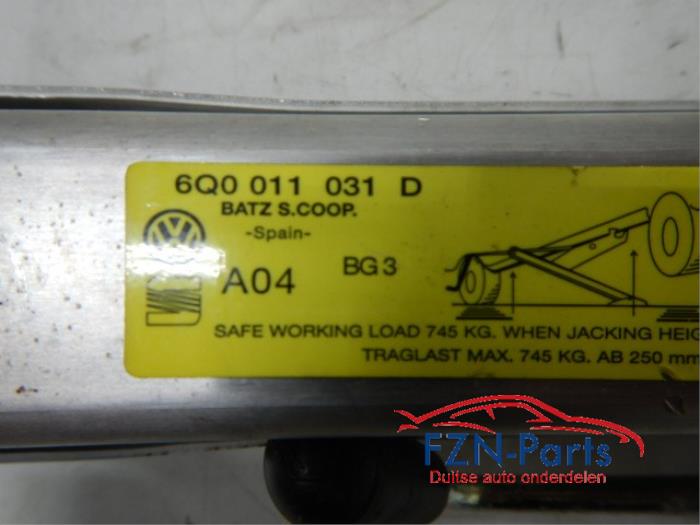 6Q0 011 031 D
BATZ S.COOP.
-Spain-
A04
BG3
SAFE WORKING LOAD 745 KG. WHEN JACKING
TRAGLAST MAX. 745 KG. AB 250 mm
FZN-Parts
Duitse auto onderdelen